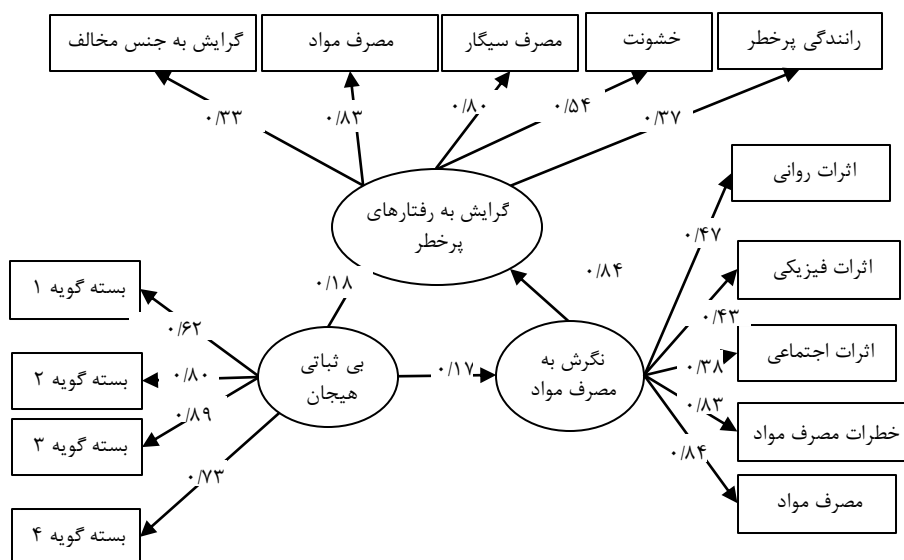 گرایش به جنس مخالف
مصرف مواد
مصرف سیگار
خشونت
رانندگی پرخطر
۰/۳۳
۰/۸۳
۰/۸۰
۰/۵۴
۰/۳۷
گرایش به رفتارهای
پرخطر
اثرات روانی
۰/۴۷
اثرات فیزیکی
۰/۸۴
۰/۱۸
بسته گویه ۱
۰/۶۲
۰/۴۳
اثرات اجتماعی
بی ثباتی
هیجان
نگرش به
مصرف مواد
۰/۱۷
۰/۳۸
بسته گویه ۲
۰/۸۰
۰/۸۳
خطرات مصرف مواد
بسته گویه ۳
۰/۸۹
۰/۸۴
۰/۷۳
مصرف مواد
بسته گویه ۴